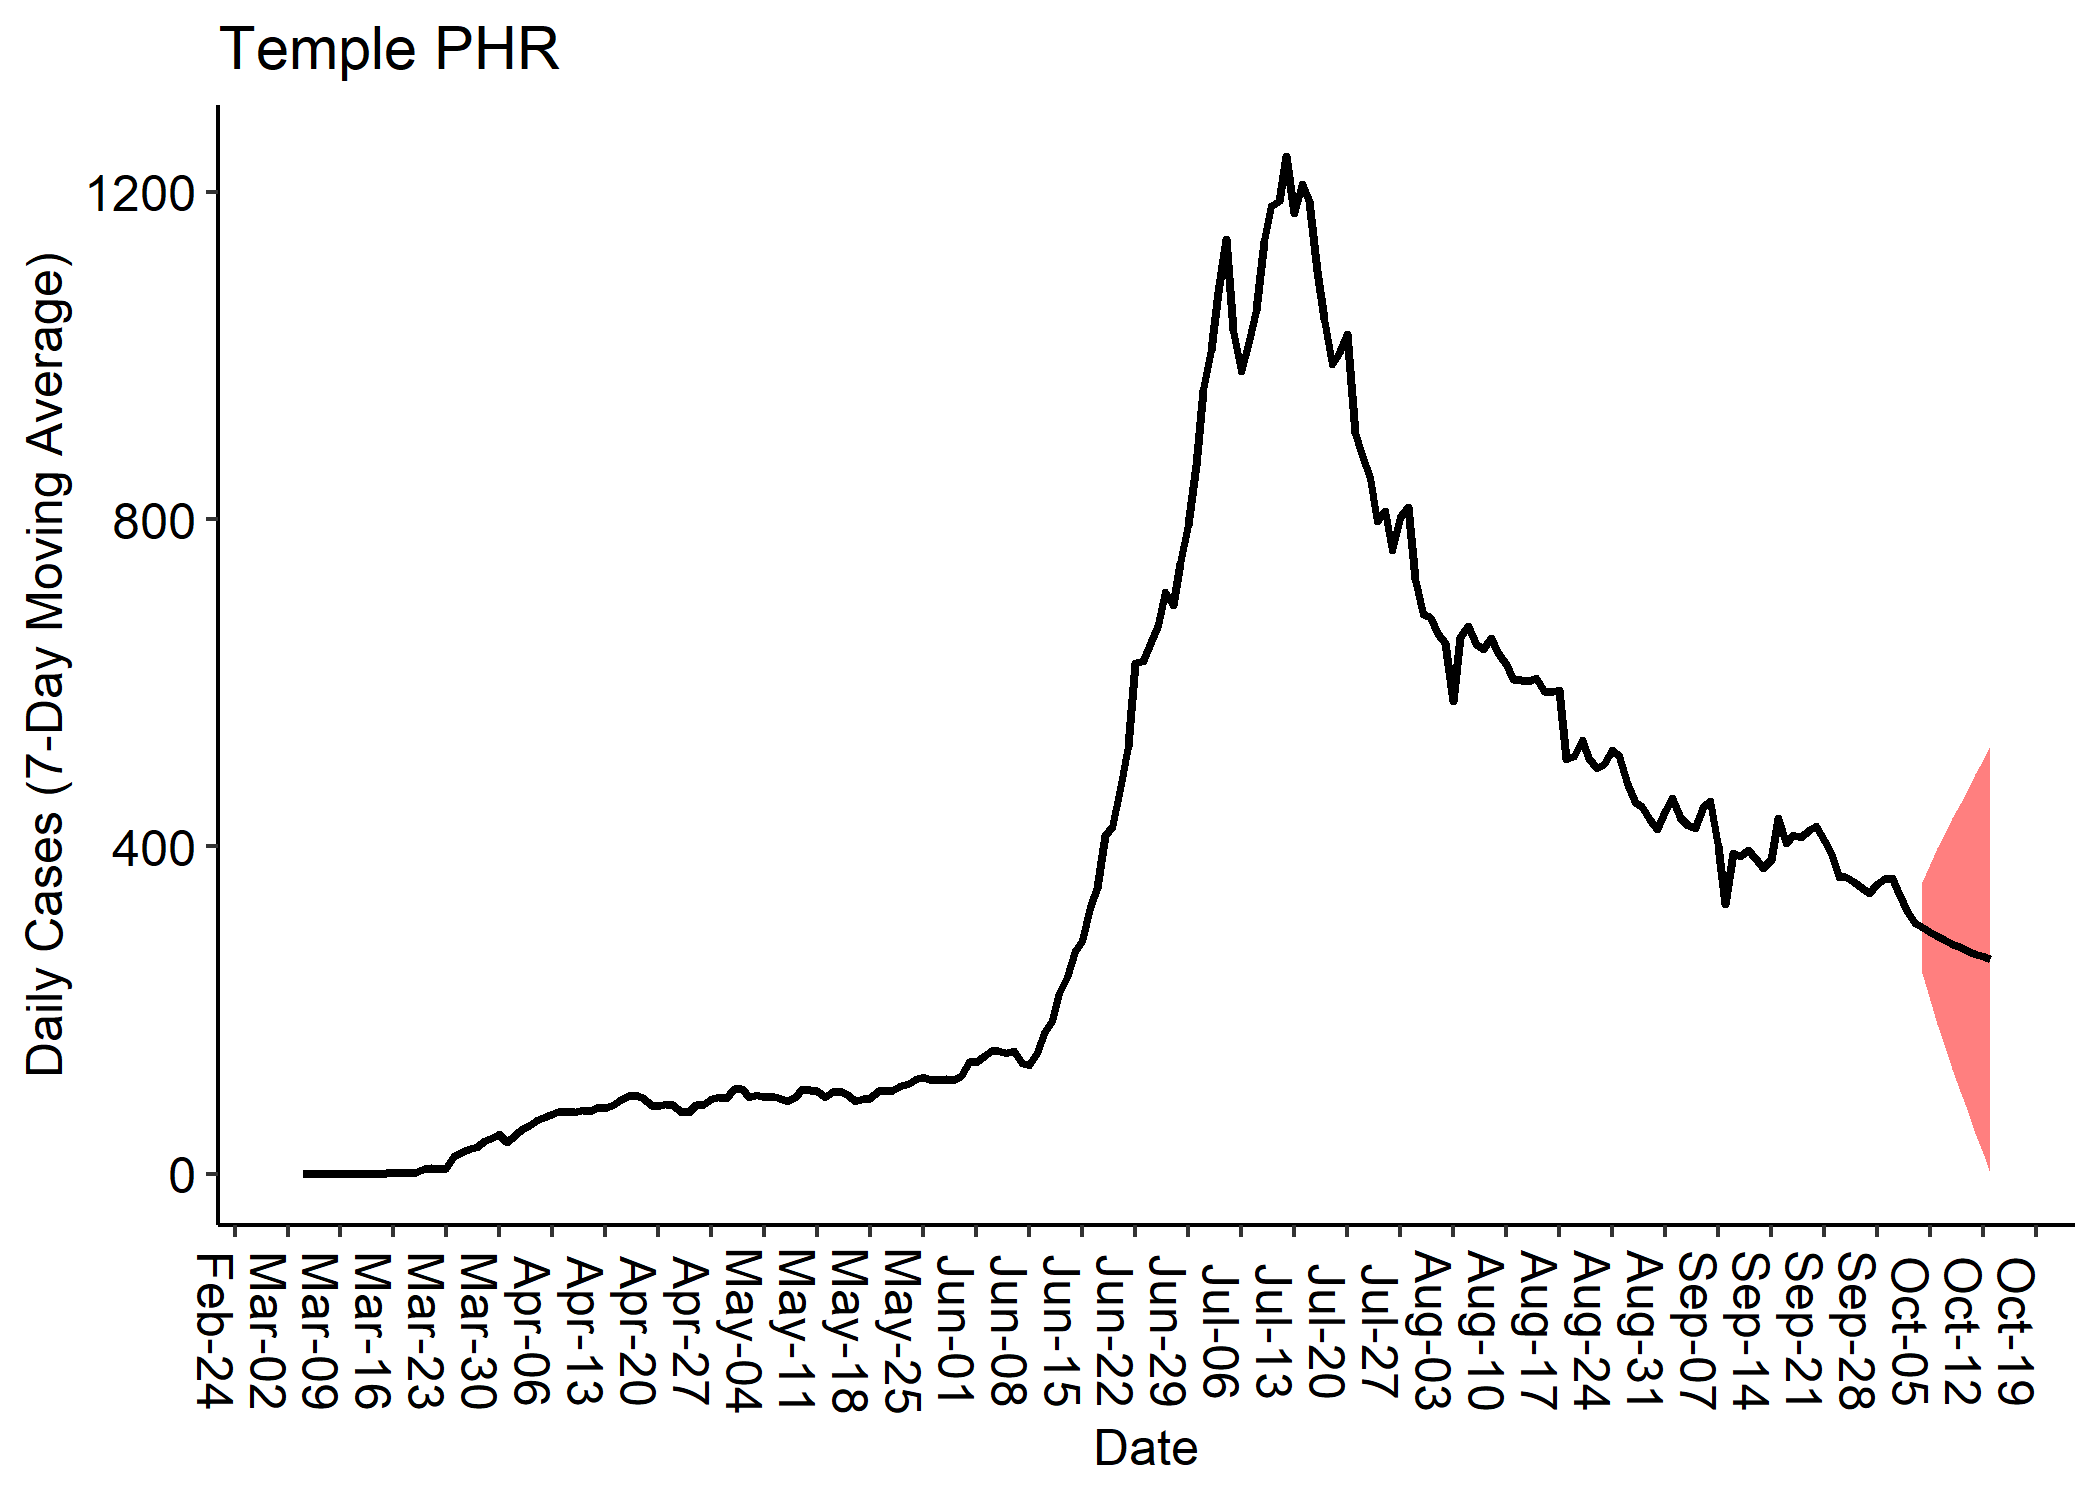 Temple PHR
Daily Cases (7-Day Moving Average)
1200
800
400
0
Feb-24
Mar-02
Mar-09
Mar-16
Mar-23
Mar-30
Apr-06
Apr-13
Apr-20
Apr-27
May-04
May-11
May-18
May-25
Jun-01
Jun-08
Jun-15
Jun-22
Jun-29
Jul-06
Jul-13
Jul-20
Jul-27
Aug-03
Aug-10
Aug-17
Aug-24
Aug-31
Sep-07
Sep-14
Sep-21
Sep-28
Oct-05
Oct-12
Oct-19
Date